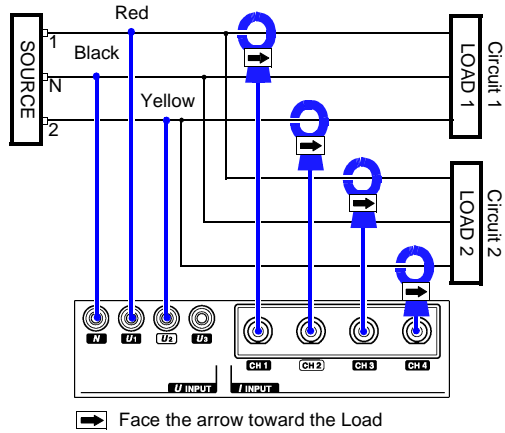 Red
1
Black
N
Yellow
2
SOURCE
LOAD 1
Circuit 1
LOAD 2
Circuit 2
N U1 U2 U3
CH 1 CH 2 CH 3 CH 4
U INPUT I INPUT
Face the arrow toward the Load